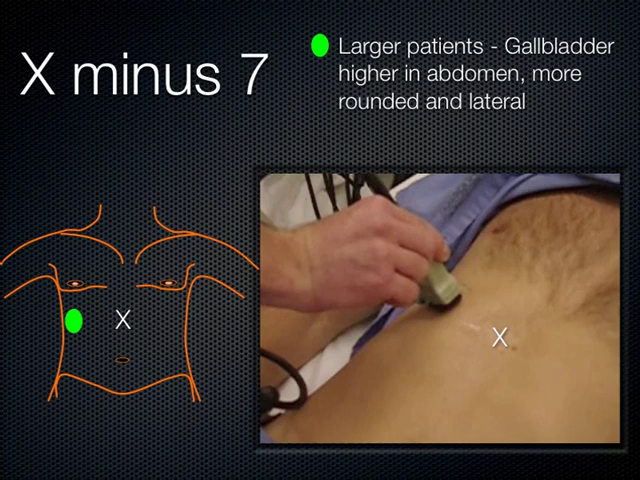 X minus 7
Larger patients - Gallbladder
higher in abdomen, more
rounded and lateral
X
X